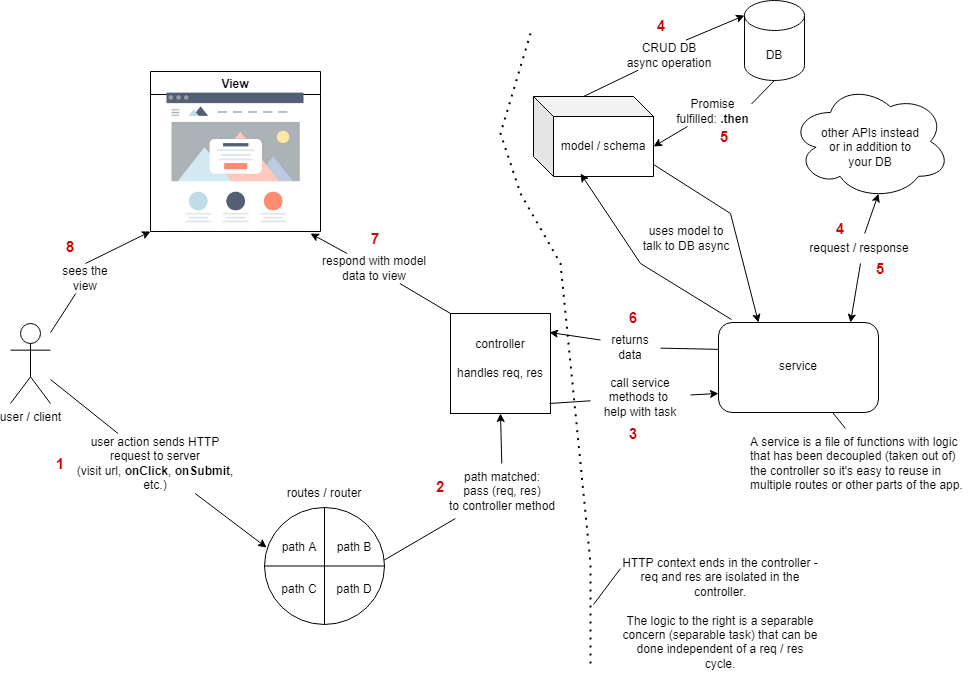 4
CRUD DB
async operation
DB
View
Promise
fulfilled: .then
5
model / schema
other APIs instead
or in addition to
your DB
uses model to
talk to DB async
4
request / response
5
8
sees the
view
7
respond with model
data to view
6
returns
data
controller
handles req, res
service
call service
methods to
help with task
3
user / client
1
user action sends HTTP
request to server
(visit url, onClick, onSubmit,
etc.)
A service is a file of functions with logic
that has been decoupled (taken out of)
the controller so it's easy to reuse in
multiple routes or other parts of the app.
2
path matched:
pass (req, res)
to controller method
routes / router
path A
path B
path C
path D
HTTP context ends in the controller -
req and res are isolated in the
controller.
The logic to the right is a separable
concern (separable task) that can be
done independent of a req / res
cycle.